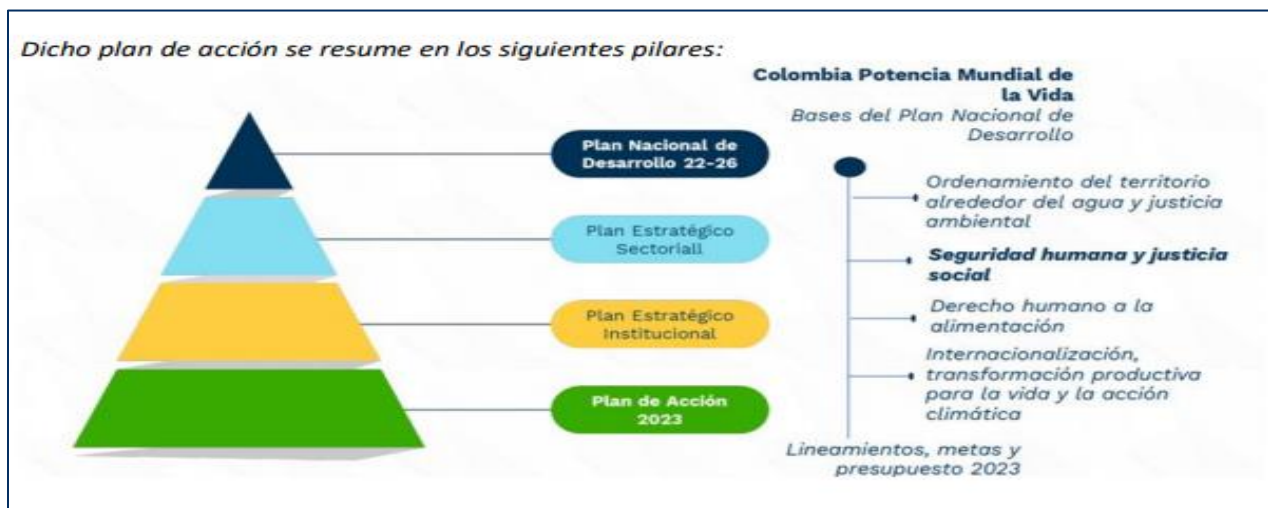 Dicho plan de acción se resume en los siguientes pilares:
Plan Nacional de
Desarrollo 22-26
Plan Estratégico
Sectoriall
Plan Estratégico
Institucional
Plan de Acción
2023
Colombia Potencia Mundial de
la Vida
Bases del Plan Nacional de
Desarrollo
Ordenamiento del territorio
alrededor del agua y justicia
ambiental
Seguridad humana y justicia
social
Derecho humano a la
alimentación
Internacionalización,
transformación productiva
para la vida y la acción
climática
Lineamientos, metas y
presupuesto 2023